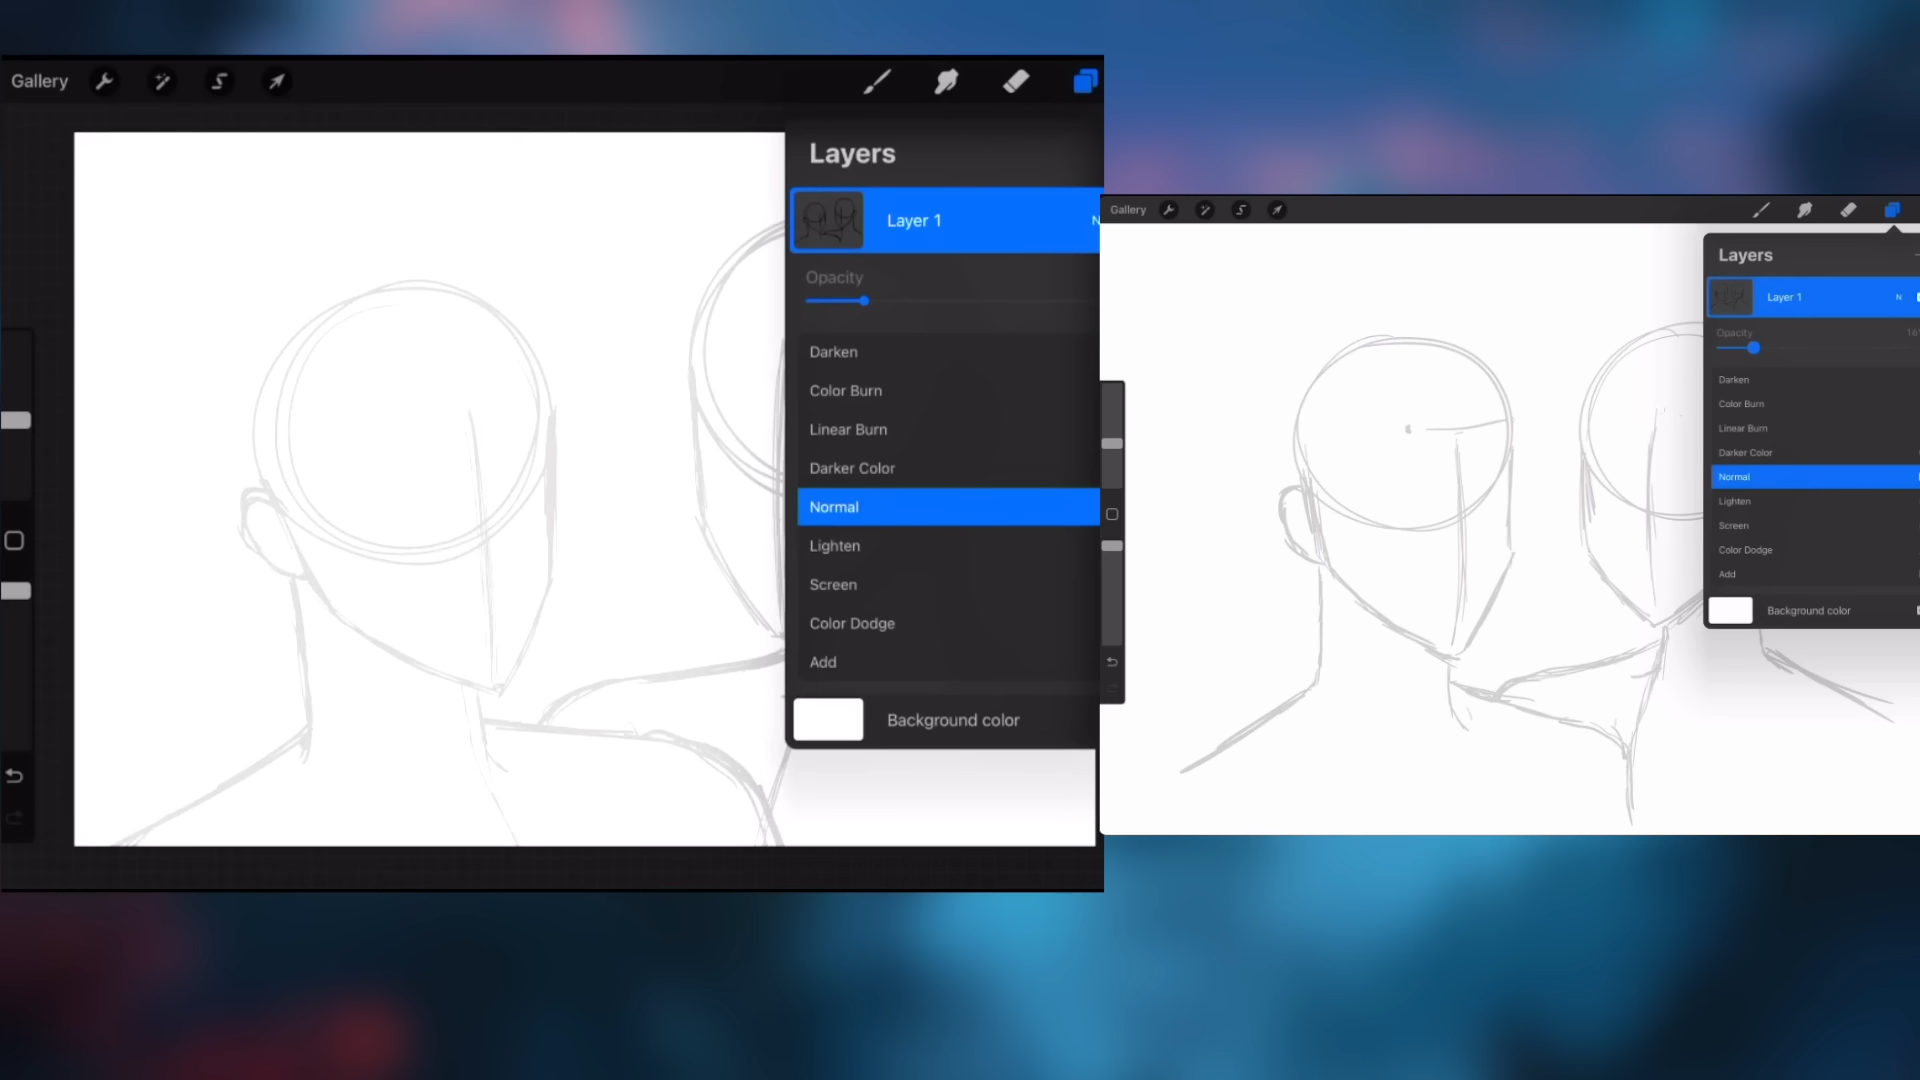 Gallery
Layers
Layer 1
N
Opacity
Darken
Color Burn
Linear Burn
Darker Color
Normal
Lighten
Screen
Color Dodge
Add
Background color
Gallery
Layers
Layer 1 N
Opacity 16
Darken
Color Burn
Linear Burn
Darker Color
Normal
Lighten
Screen
Color Dodge
Add
Background color